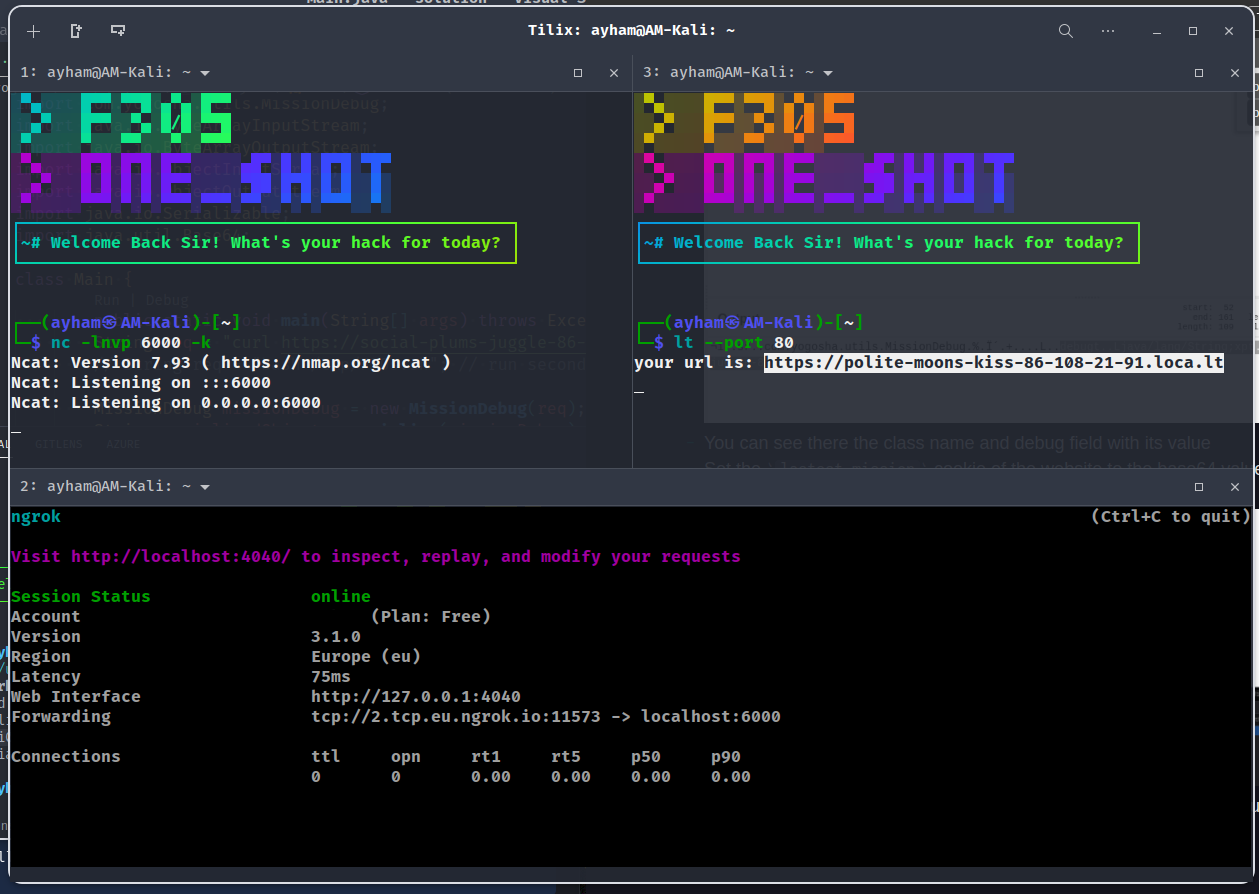 Tilix: ayham@AM-Kali: ~
1: ayham@AM-Kali: ~
> F30S
> ONE_SHOT
~# Welcome Back Sir! What's your hack for today?
class Main {
Run | Debug
┌──(ayham㉿AM-Kali)-[~]
└─$ nc -lnvp 6000 -k
Ncat: Version 7.93 ( https://nmap.org/ncat )
Ncat: Listening on :::6000
Ncat: Listening on 0.0.0.0:6000
GITLENS AZURE
3: ayham@AM-Kali: ~
> F30S
> ONE_SHOT
~# Welcome Back Sir! What's your hack for today?
┌──(ayham㉿AM-Kali)-[~]
└─$ lt --port 80
your url is: https://polite-moons-kiss-86-108-21-91.loca.lt
You can see there the class name and debug field with its value
2: ayham@AM-Kali: ~
ngrok (Ctrl+C to quit)
Visit http://localhost:4040/ to inspect, replay, and modify your requests
Session Status online
Account (Plan: Free)
Version 3.1.0
Region Europe (eu)
Latency 75ms
Web Interface http://127.0.0.1:4040
Forwarding tcp://2.tcp.eu.ngrok.io:11573 -> localhost:6000
Connections ttl opn rt1 rt5 p50 p90
0 0 0.00 0.00 0.00 0.00